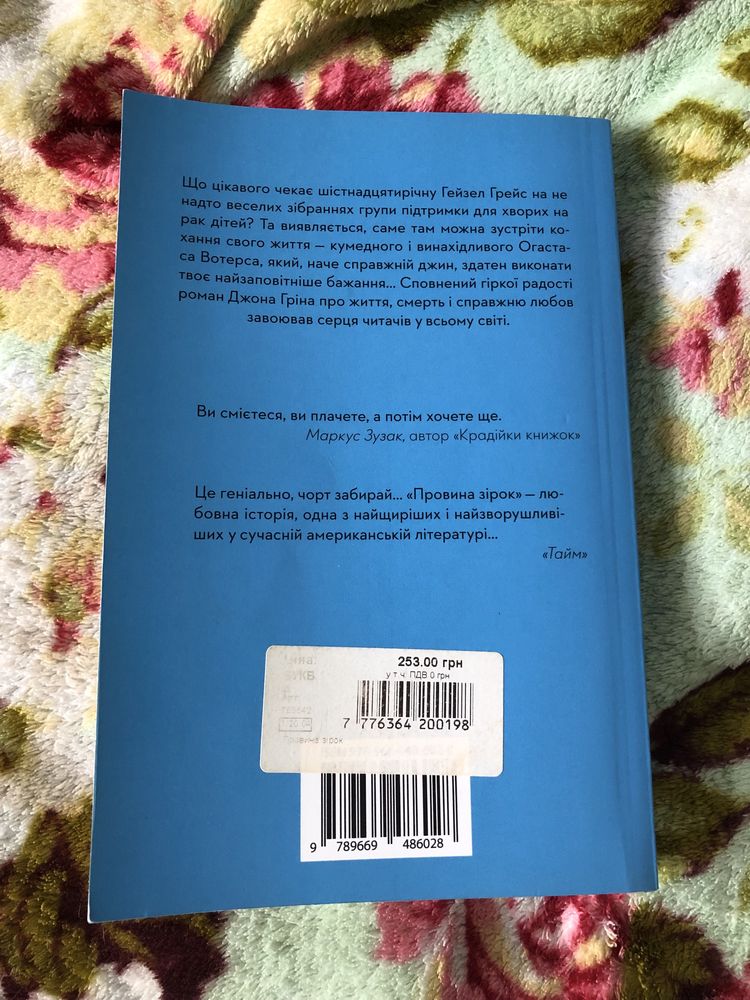 Що цікавого чекає шістнадцятирічну Гейзел Грейс на не
надто веселих зібраннях групи підтримки для хворих на
рак дітей? Та виявляється, саме там можна зустріти ко-
хання свого життя – кумедного і винахідливого Огаста-
са Вотерса, який, наче справжній джин, здатен виконати
твоє найзаповітніше бажання... Сповнений гіркої радості
роман Джона Гріна про життя, смерть і справжню любов
завоював серця читачів у всьому світі.
Ви смієтеся, ви плачете, а потім хочете ще.
Маркус Зузак, автор «Крадійки книжок»
Це геніально, чорт забирай... «Провина зірок» – лю-
бовна історія, одна з найщиріших і найзворушливі-
ших у сучасній американській літературі...
«Тайм»
253.00 грн
у т.ч. ПДВ 0 грн
7 776364 200198
Провина зірок
9 789669 486028